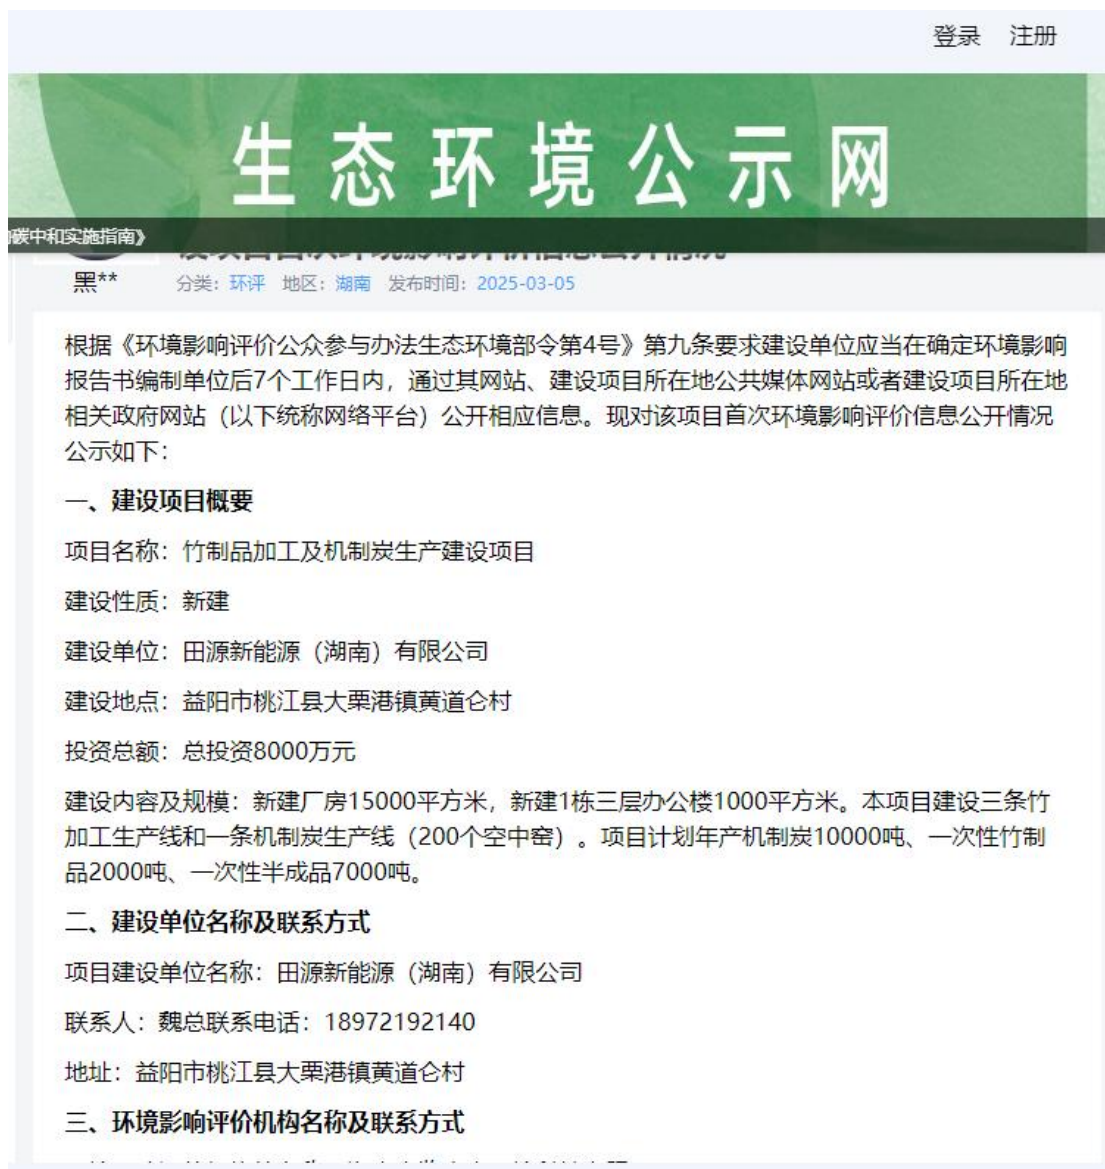 登录 注册
生态环境公示网
碳中和实施指南》
黑**
分类：环评 地区：湖南 发布时间：2025-03-05
根据《环境影响评价公众参与办法生态环境部令第4号》第九条要求建设单位应当在确定环境影响
报告书编制单位后7个工作日内，通过其网站、建设项目所在地公共媒体网站或者建设项目所在地
相关政府网站（以下统称网络平台）公开相应信息。现对该项目首次环境影响评价信息公开情况
公示如下：
一、建设项目概要
项目名称：竹制品加工及机制炭生产建设项目
建设性质：新建
建设单位：田源新能源（湖南）有限公司
建设地点：益阳市桃江县大栗港镇黄道仑村
投资总额：总投资8000万元
建设内容及规模：新建厂房15000平方米，新建1栋三层办公楼1000平方米。本项目建设三条竹
加工生产线和一条机制炭生产线（200个空中窑）。项目计划年产机制炭10000吨、一次性竹制
品2000吨、一次性半成品7000吨。
二、建设单位名称及联系方式
项目建设单位名称：田源新能源（湖南）有限公司
联系人：魏总联系电话：18972192140
地址：益阳市桃江县大栗港镇黄道仑村
三、环境影响评价机构名称及联系方式